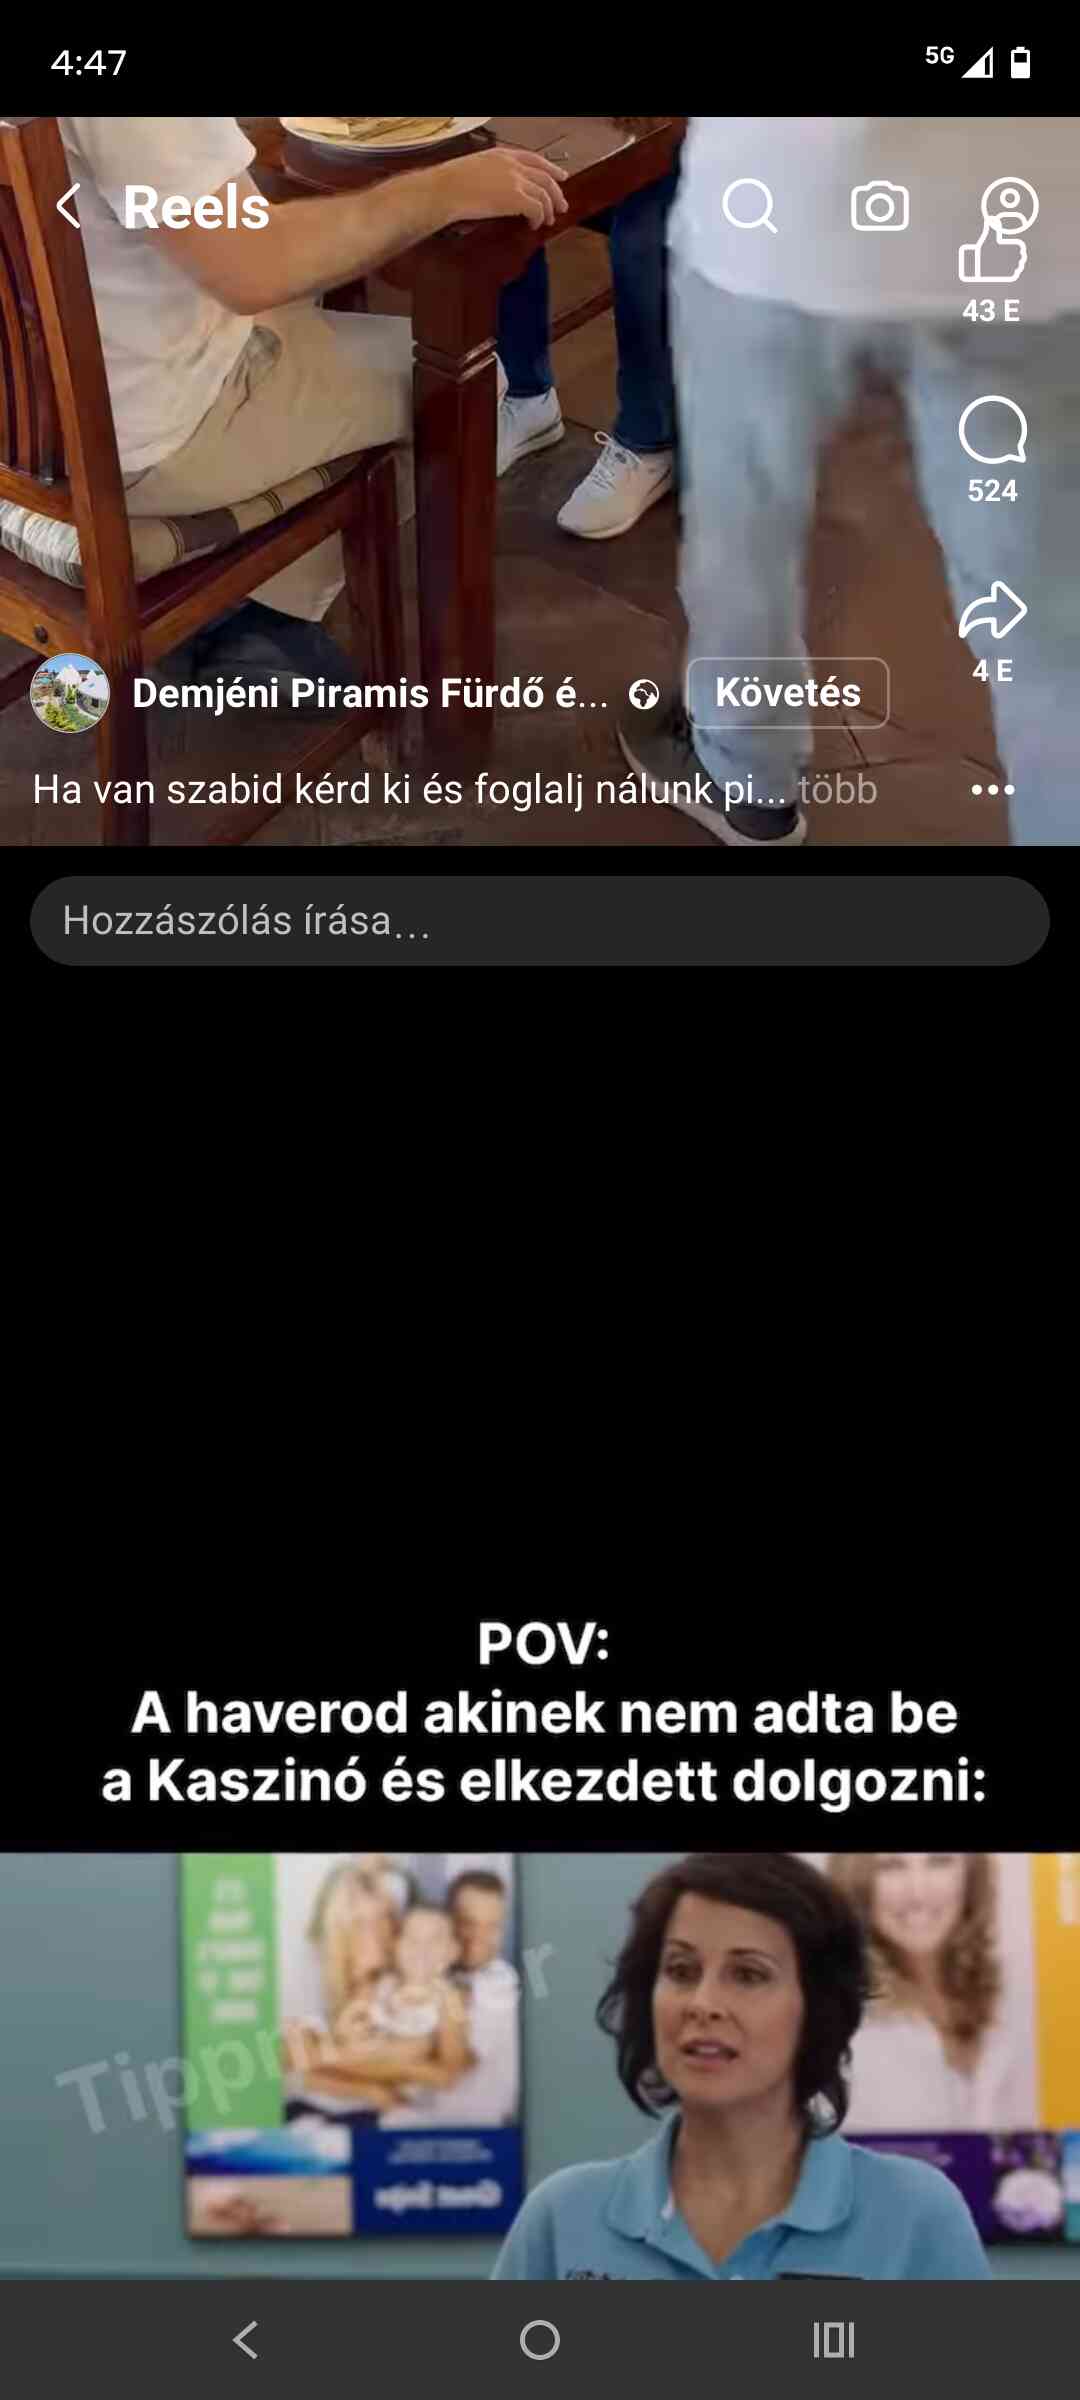 4:47
5G
Reels
43 E
524
4 E
Demjéni Piramis Fürdő é...
Követés
Ha van szabid kérd ki és foglalj nálunk pi... több
Hozzászólás írása...
POV:
A haverod akinek nem adta be
a Kaszinó és elkezdett dolgozni: